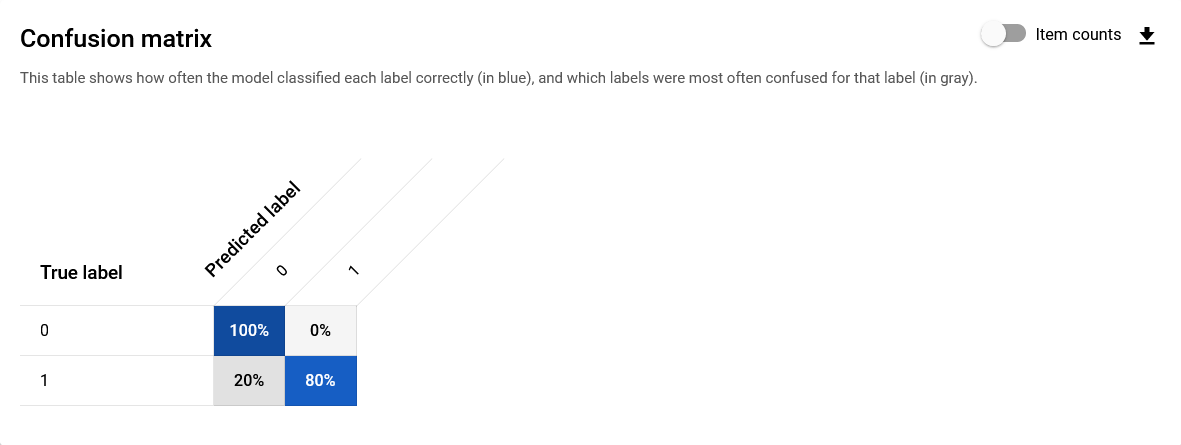 Confusion matrix
Item counts
This table shows how often the model classified each label correctly (in blue), and which labels were most often confused for that label (in gray).
Predicted label
True label
0 1
0 100% 0%
1 20% 80%